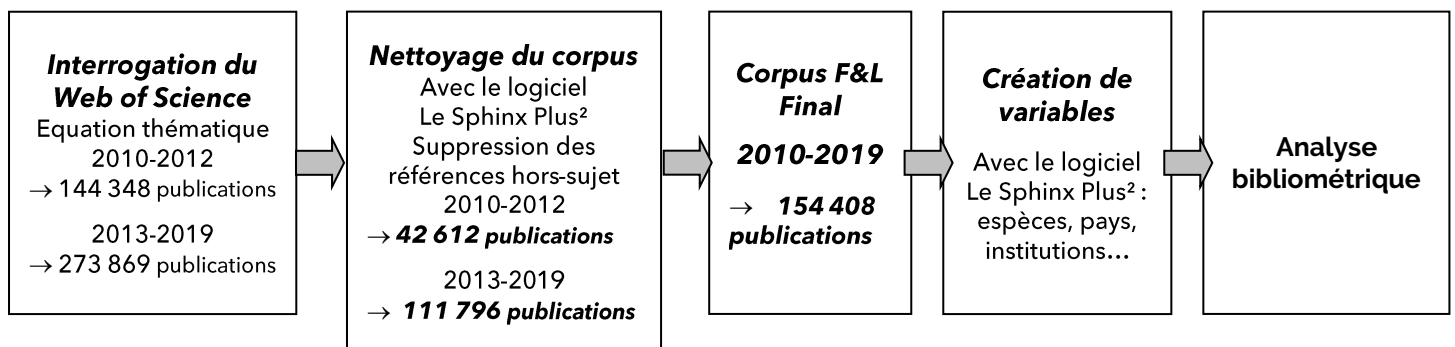 Interrogation du
Web of Science
Equation thématique
2010-2012
→ 144 348 publications
2013-2019
→ 273 869 publications
Nettoyage du corpus
Avec le logiciel
Le Sphinx Plus²
Suppression des
références hors-sujet
2010-2012
→ 42 612 publications
2013-2019
→ 111 796 publications
Corpus F&L
Final
2010-2019
→ 154 408
publications
Création de
variables
Avec le logiciel
Le Sphinx Plus² :
espèces, pays,
institutions…
Analyse
bibliométrique